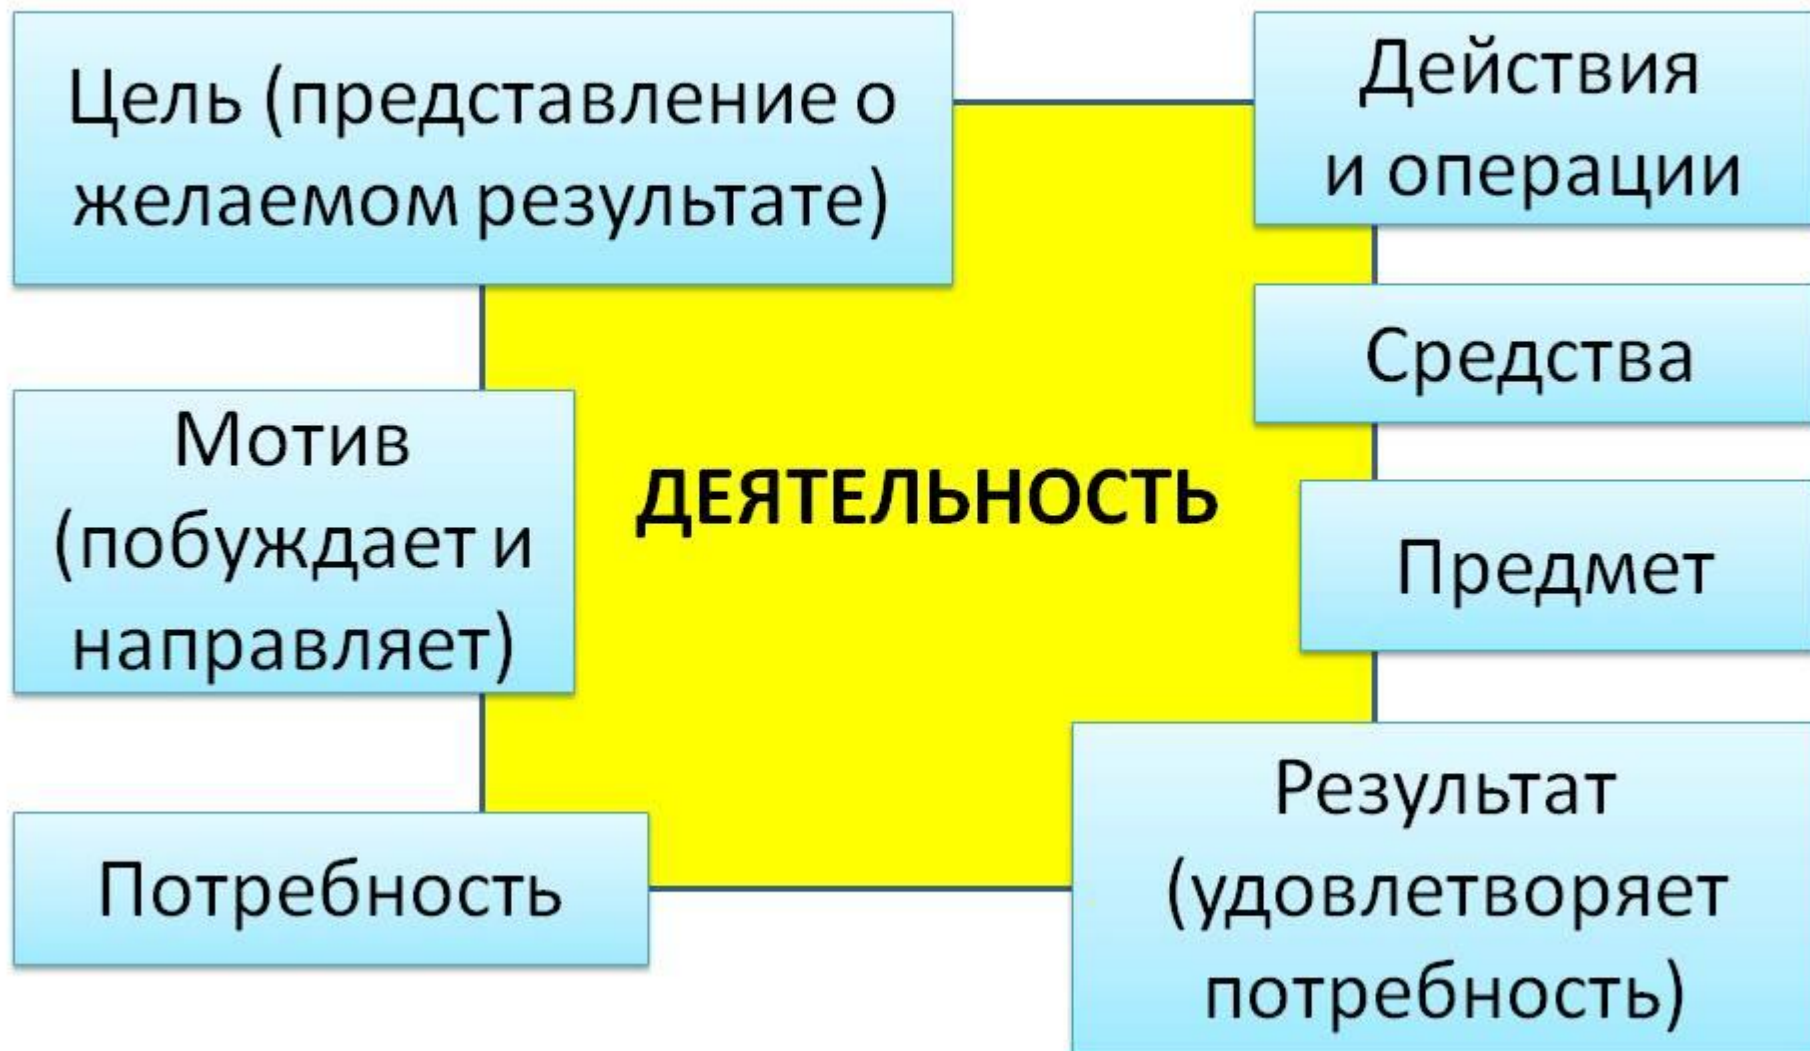 Цель (представление о
желаемом результате)
Мотив
(побуждает и
направляет)
Потребность
ДЕЯТЕЛЬНОСТЬ
Действия
и операции
Средства
Предмет
Результат
(удовлетворяет
потребность)